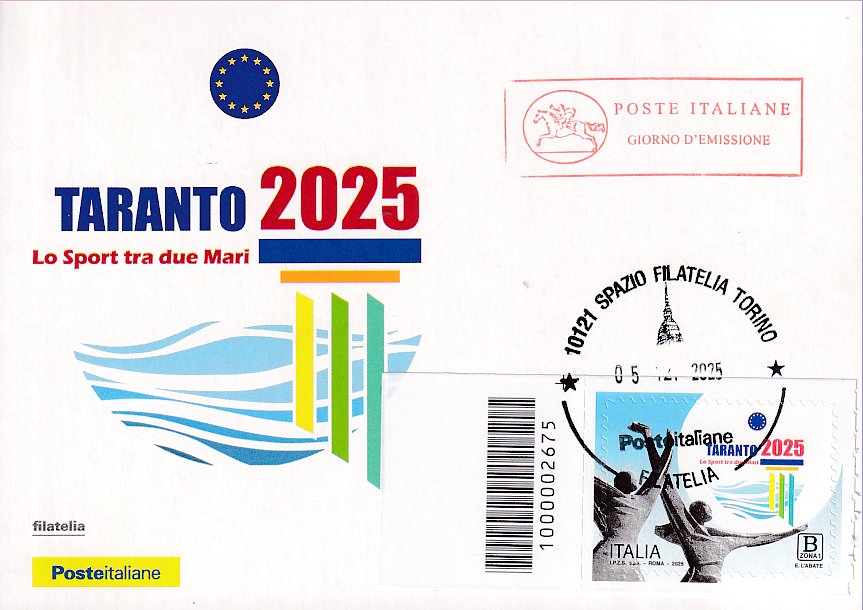 POSTE ITALIANE
GIORNO D'EMISSIONE
TARANTO 2025
Lo Sport tra due Mari
10121 SPAZIO FILATELIA TORINO
05 12. 2025
Posteitaliane
FILATELIA
1000002675
TARANTO 2025
Lo Sport tra due Mari
ITALIA
I.P.Z.S. S.p.A. - ROMA - 2025
B
ZONA 1
E. L'ABATE
filatelia
Posteitaliane